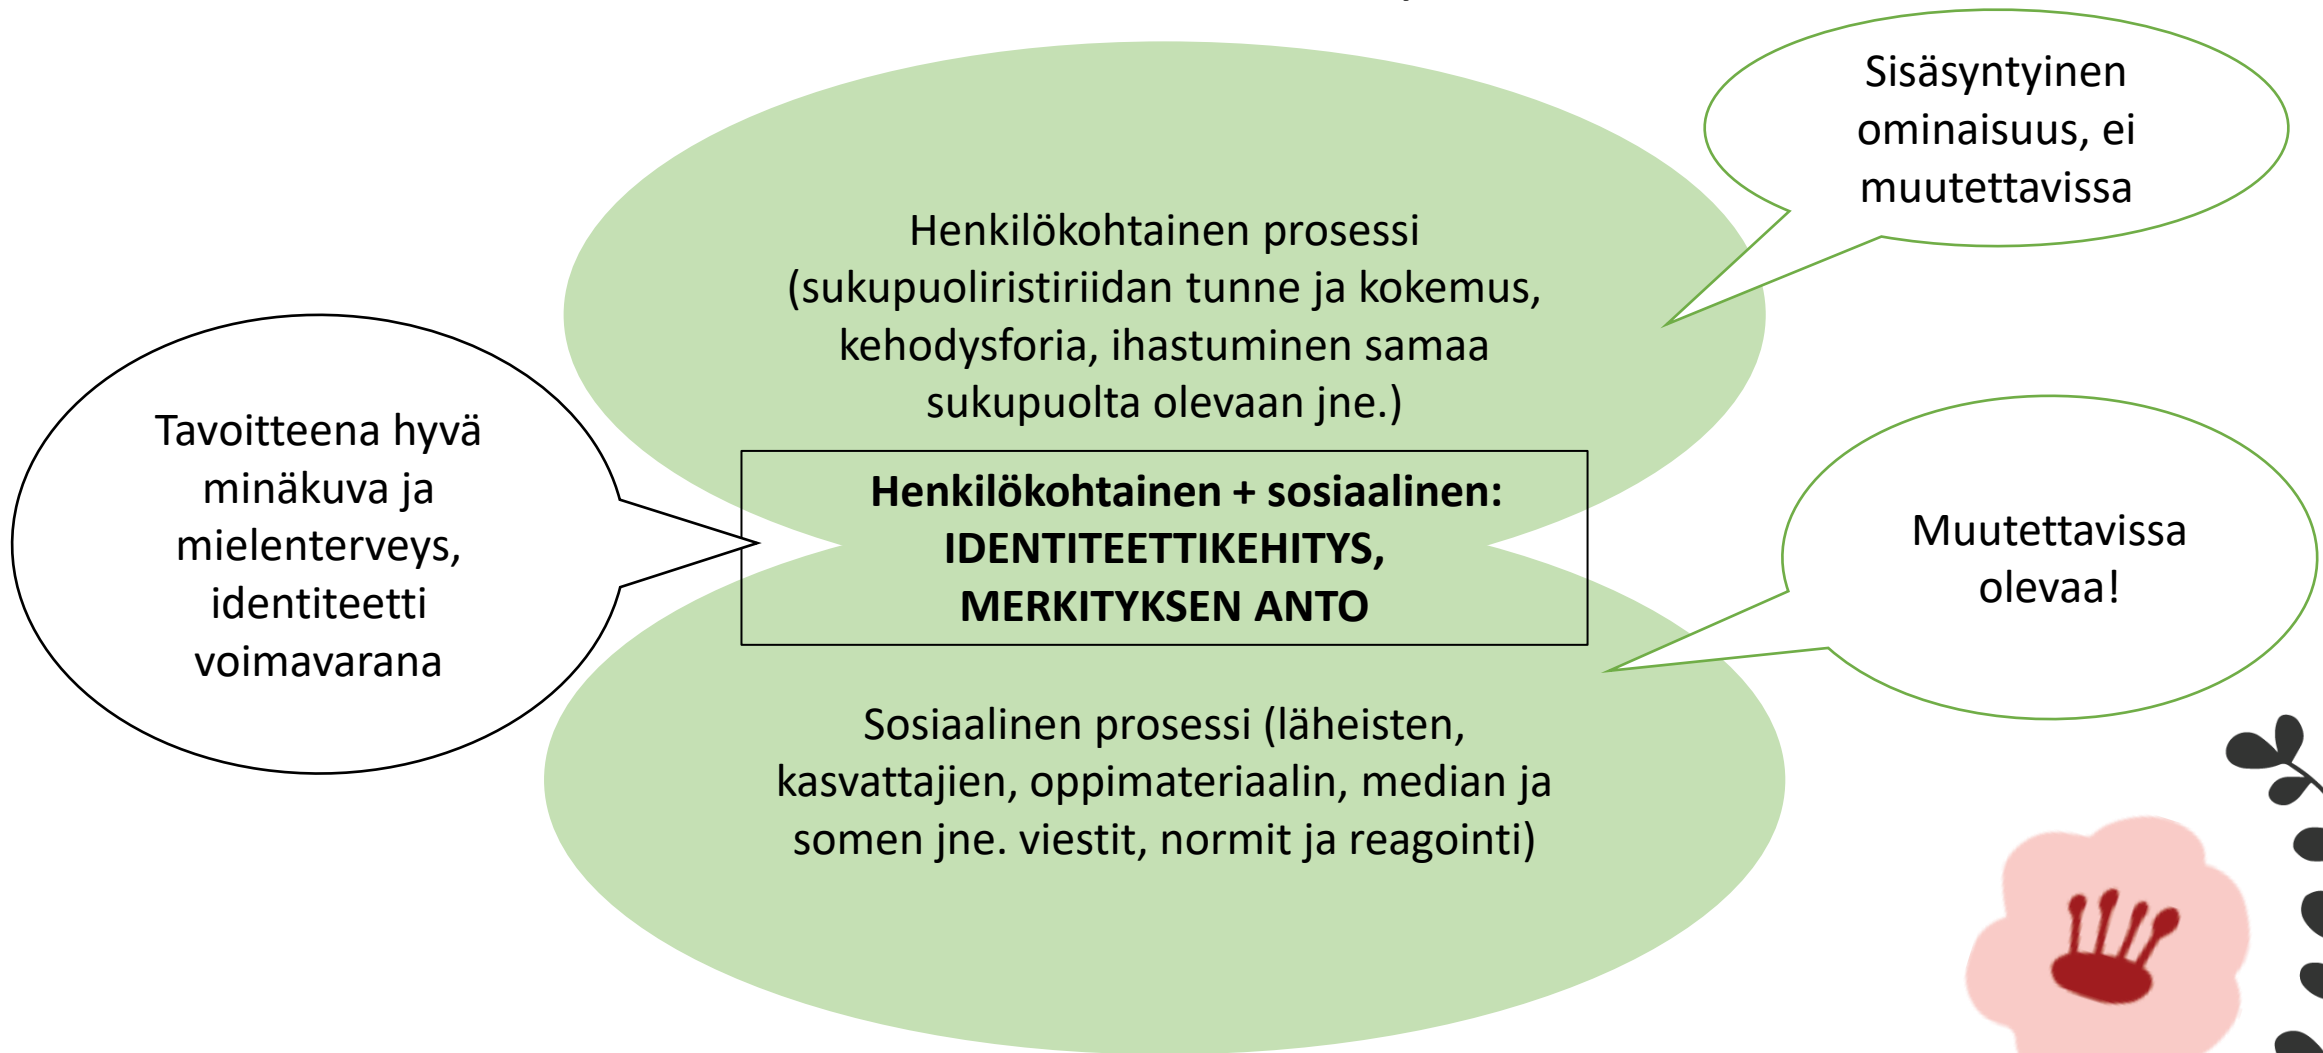 Sisäsyntyinen
ominaisuus, ei
muutettavissa
Henkilökohtainen prosessi
(sukupuoliristiriidan tunne ja kokemus,
kehodysforia, ihastuminen samaa
sukupuolta olevaan jne.)
Tavoitteena hyvä
minäkuva ja
mielenterveys,
identiteetti
voimavarana
Henkilökohtainen + sosiaalinen:
IDENTITEETTIKEHITYS,
MERKITYKSEN ANTO
Muutettavissa
olevaa!
Sosiaalinen prosessi (läheisten,
kasvattajien, oppimateriaalin, median ja
somen jne. viestit, normit ja reagointi)